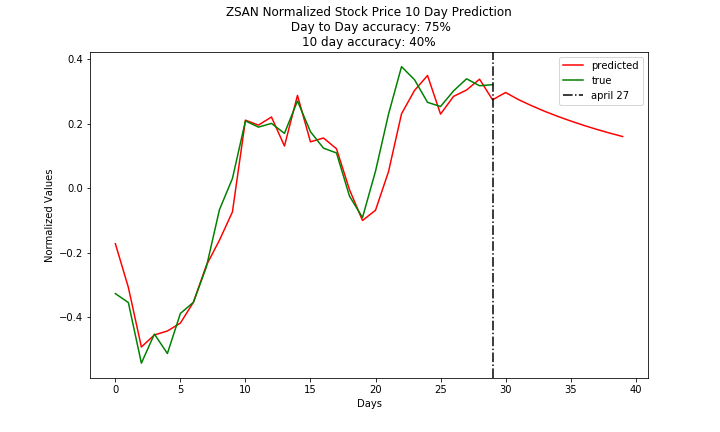 ZSAN Normalized Stock Price 10 Day Prediction
Day to Day accuracy: 75%
10 day accuracy: 40%
predicted
true
april 27
Normalized Values
0.4
0.2
0.0
−0.2
−0.4
0 5 10 15 20 25 30 35 40
Days